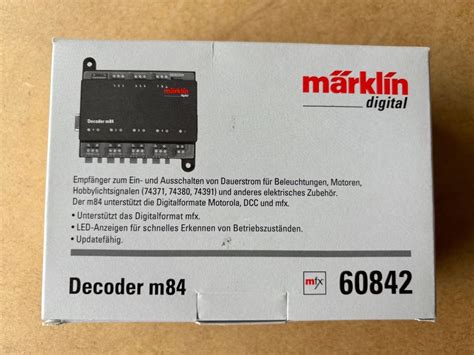 märklin
digital
Decoder m84
Empfänger zum Ein- und Ausschalten von Dauerstrom für Beleuchtungen, Motoren,
Hobbylichtsignalen (74371, 74380, 74391) und anderes elektrisches Zubehör.
Der m84 unterstützt die Digitalformate Motorola, DCC und mfx.
• Unterstützt das Digitalformat mfx.
• LED-Anzeigen für schnelles Erkennen von Betriebszuständen.
• Updatefähig.
Decoder m84
mfx
60842